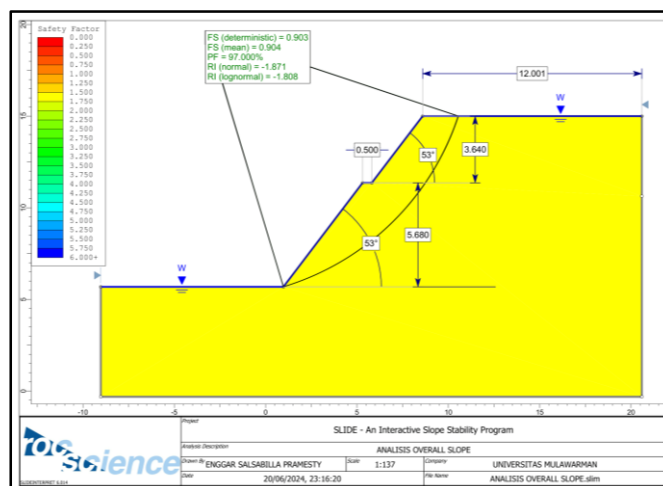 Safety Factor
0.000
0.250
0.500
0.750
1.000
1.250
1.500
1.750
2.000
2.250
2.500
2.750
3.000
3.250
3.500
3.750
4.000
4.250
4.500
4.750
5.000
5.250
5.500
5.750
6.000+
FS (deterministic) = 0.903
FS (mean) = 0.904
PF = 97.000%
RI (normal) = -1.871
RI (lognormal) = -1.808
12.001
W
3.640
0.500
53°
5.680
53°
W
20
15
10
5
0
-10 -5 0 5 10 15 20
rocscience
SLIDEINTERPRET 6.014
Project
SLIDE - An Interactive Slope Stability Program
Analysis Description
ANALISIS OVERALL SLOPE
Drawn By ENGGAR SALSABILLA PRAMESTY Scale 1:137 Company UNIVERSITAS MULAWARMAN
Date 20/06/2024, 23:16:20 File Name ANALISIS OVERALL SLOPE.slim